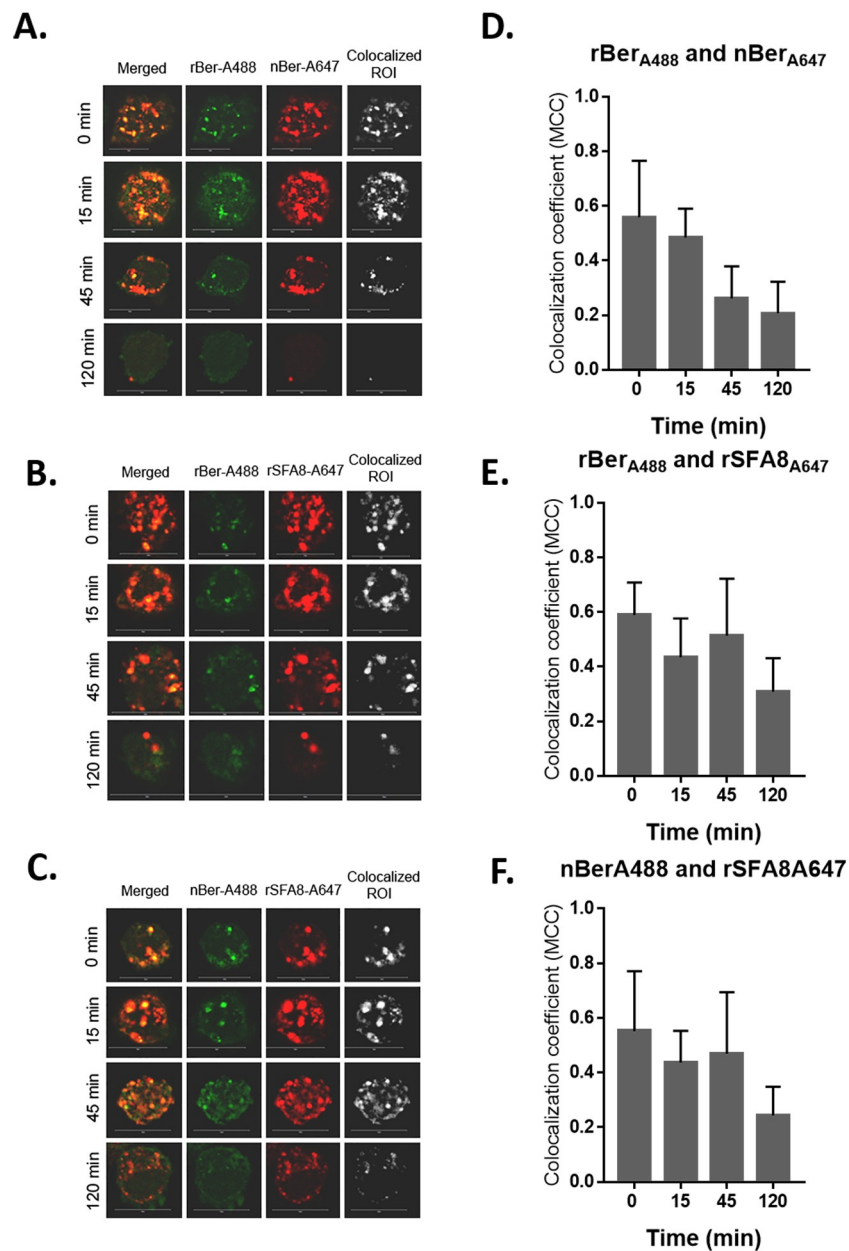 A.
Merged rBer-A488 nBer-A647 Colocalized
ROI
0 min
15 min
45 min
120 min
B.
Merged rBer-A488 rSFA8-A647 Colocalized
ROI
0 min
15 min
45 min
120 min
C.
Merged nBer-A488 rSFA8-A647 Colocalized
ROI
0 min
15 min
45 min
120 min
D.
rBerA488 and nBerA647
Colocalization coefficient (MCC)
1.0
0.8
0.6
0.4
0.2
0.0
0 15 45 120
Time (min)
E.
rBerA488 and rSFA8A647
Colocalization coefficient (MCC)
1.0
0.8
0.6
0.4
0.2
0.0
0 15 45 120
Time (min)
F.
nBerA488 and rSFA8A647
Colocalization coefficient (MCC)
1.0
0.8
0.6
0.4
0.2
0.0
0 15 45 120
Time (min)